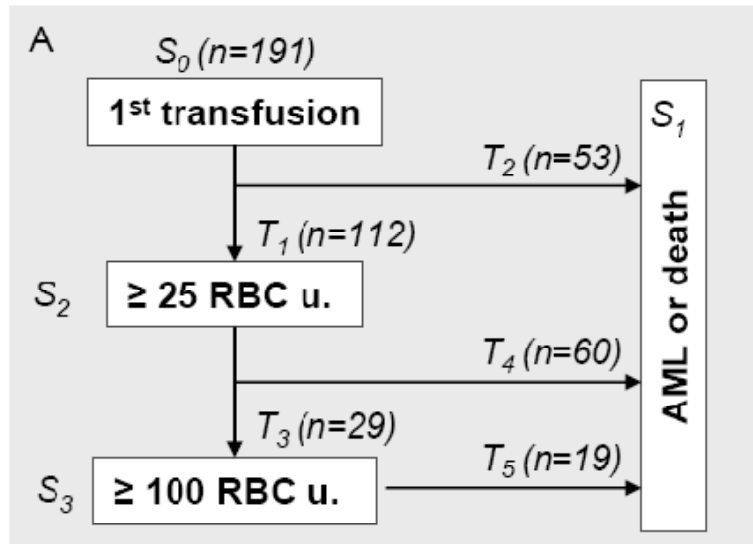 A
S0 (n=191)
1st transfusion
S1
T2 (n=53)
T1 (n=112)
S2
≥ 25 RBC u.
AML or death
T4 (n=60)
T3 (n=29)
T5 (n=19)
S3
≥ 100 RBC u.